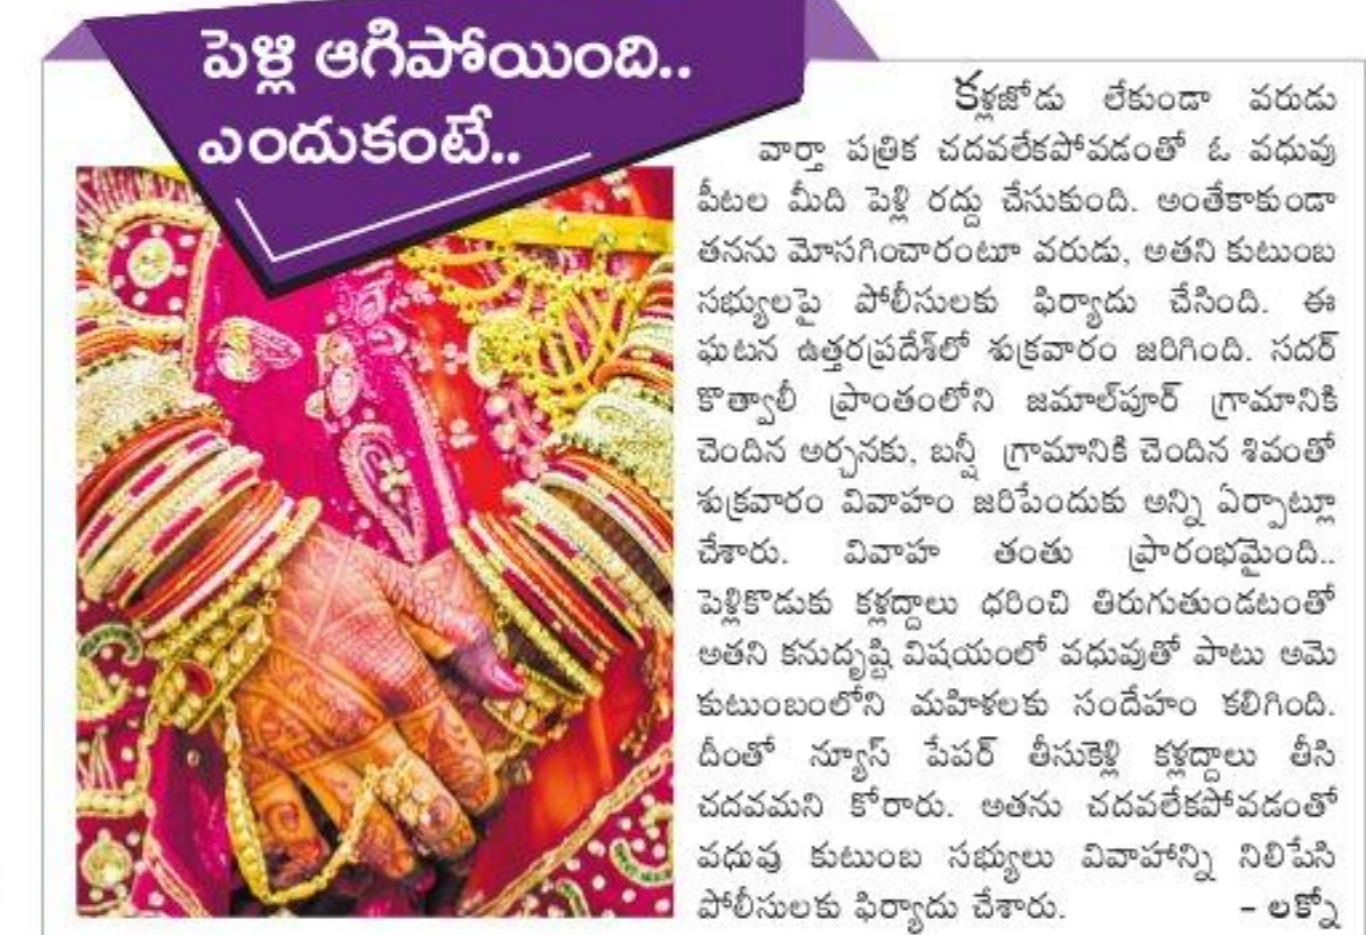 పెళ్లి ఆగిపోయింది..
ఎందుకంటే..
కళ్లజోడు లేకుండా వరుడు
వార్తా పత్రిక చదవలేకపోవడంతో ఓ వధువు
పీటల మీది పెళ్లి రద్దు చేసుకుంది. అంతేకాకుండా
తనను మోసగించారంటూ వరుడు, అతని కుటుంబ
సభ్యులపై పోలీసులకు ఫిర్యాదు చేసింది. ఈ
ఘటన ఉత్తరప్రదేశ్‌లో శుక్రవారం జరిగింది. సదర్
కొత్వాలీ ప్రాంతంలోని జమాల్‌పూర్ గ్రామానికి
చెందిన అర్చనకు, బన్షీ గ్రామానికి చెందిన శివంతో
శుక్రవారం వివాహం జరిపేందుకు అన్ని ఏర్పాట్లూ
చేశారు. వివాహ తంతు ప్రారంభమైంది..
పెళ్లికొడుకు కళ్లద్దాలు ధరించి తిరుగుతుండటంతో
అతని కనుదృష్టి విషయంలో వధువుతో పాటు అమె
కుటుంబంలోని మహిళలకు సందేహం కలిగింది.
దీంతో న్యూస్ పేపర్ తీసుకెళ్లి కళ్లద్దాలు తీసి
చదవమని కోరారు. అతను చదవలేకపోవడంతో
వధువు కుటుంబ సభ్యులు వివాహాన్ని నిలిపేసి
పోలీసులకు ఫిర్యాదు చేశారు. – లక్నో